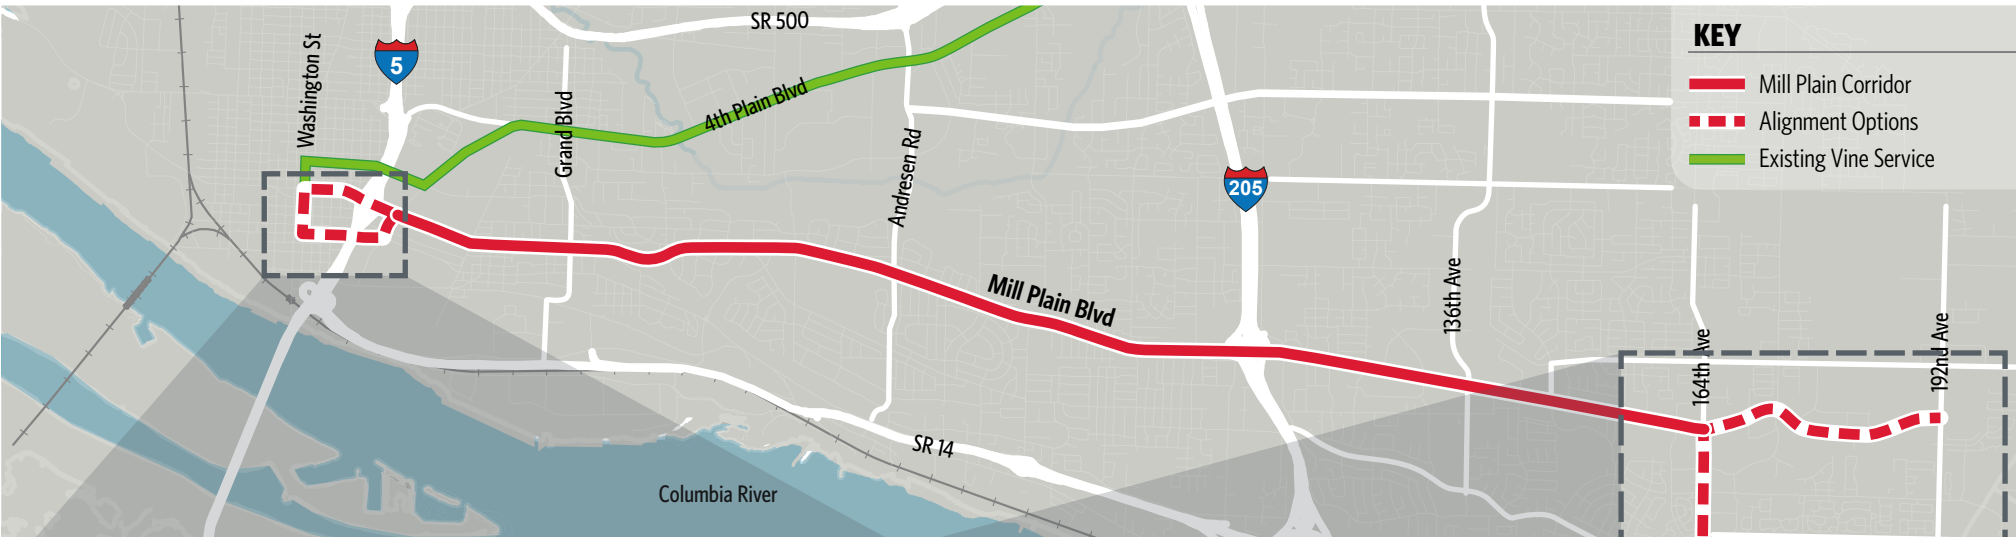 SR 500
KEY
Washington St
5
Mill Plain Corridor
Grand Blvd
4th Plain Blvd
Alignment Options
Existing Vine Service
Andresen Rd
205
Mill Plain Blvd
136th Ave
164th Ave
192nd Ave
SR 14
Columbia River